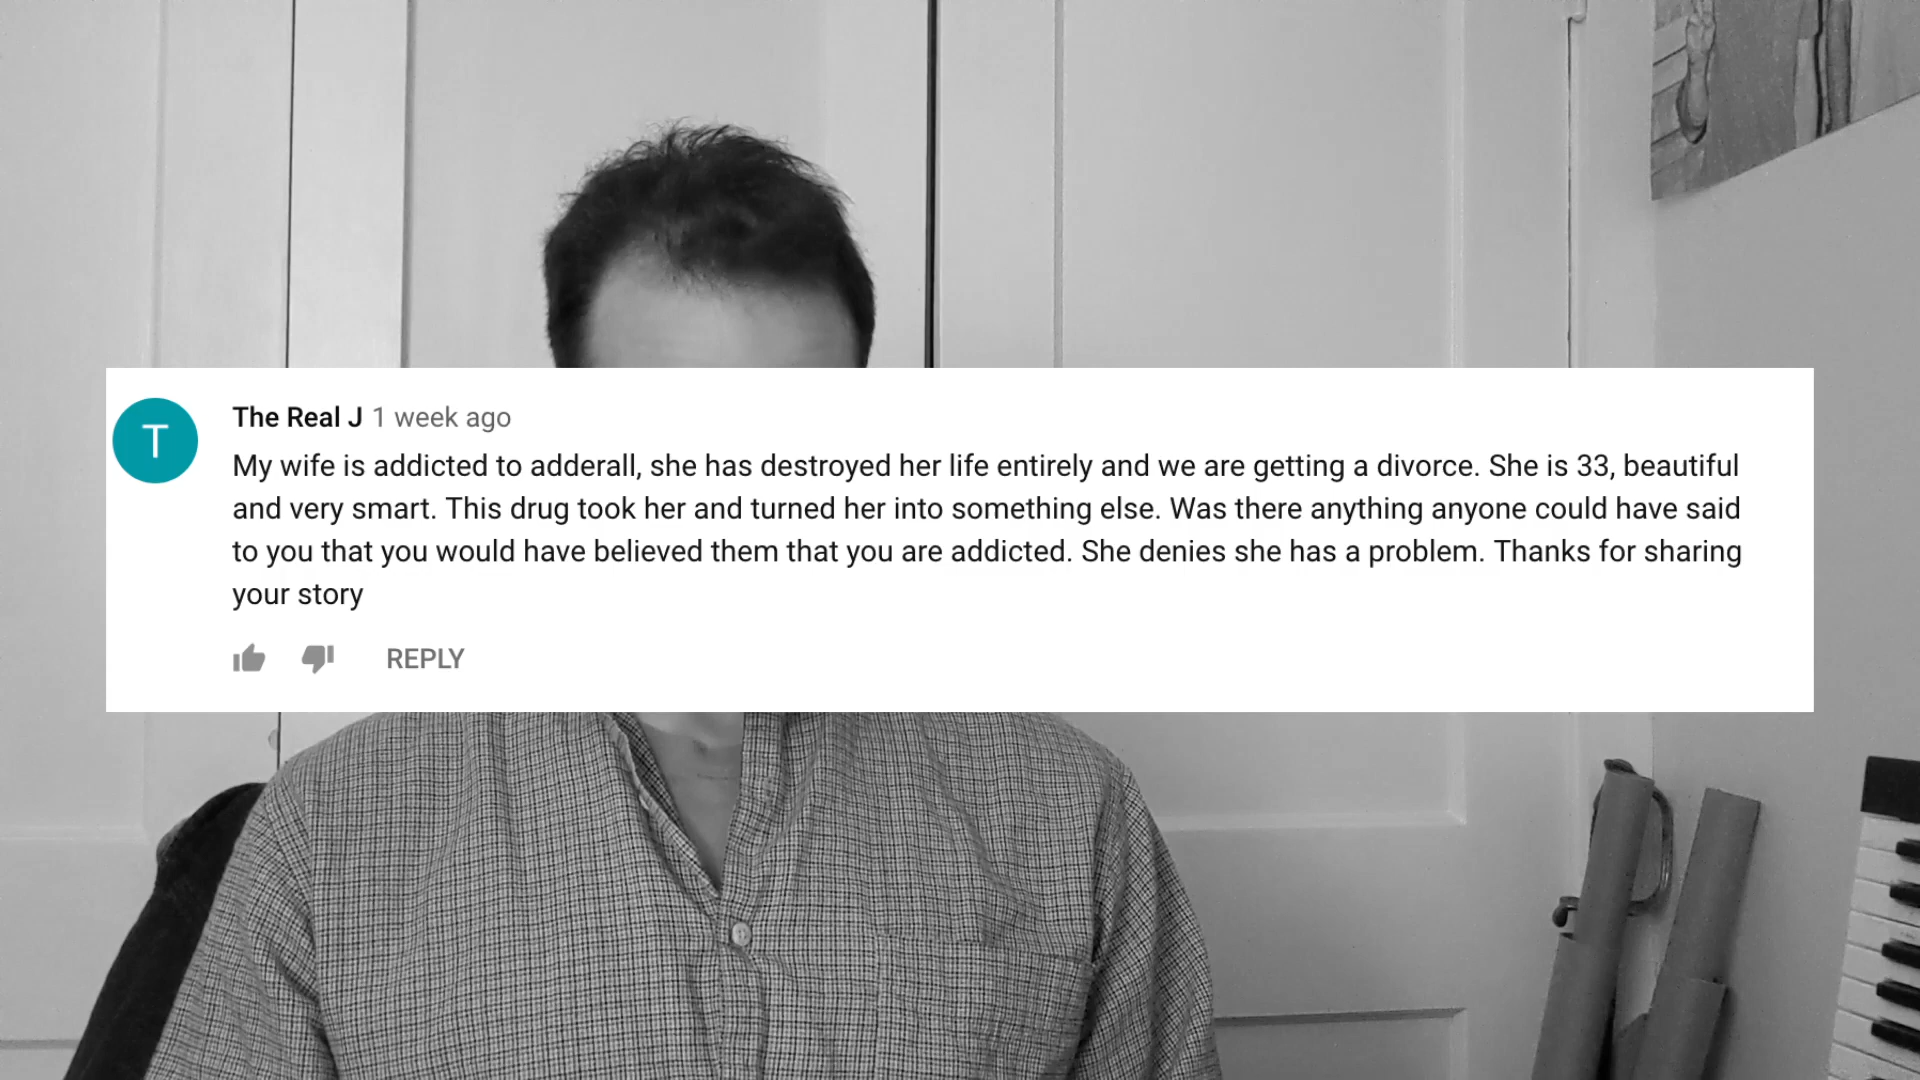 T
The Real J 1 week ago
My wife is addicted to adderall, she has destroyed her life entirely and we are getting a divorce. She is 33, beautiful
and very smart. This drug took her and turned her into something else. Was there anything anyone could have said
to you that you would have believed them that you are addicted. She denies she has a problem. Thanks for sharing
your story
REPLY